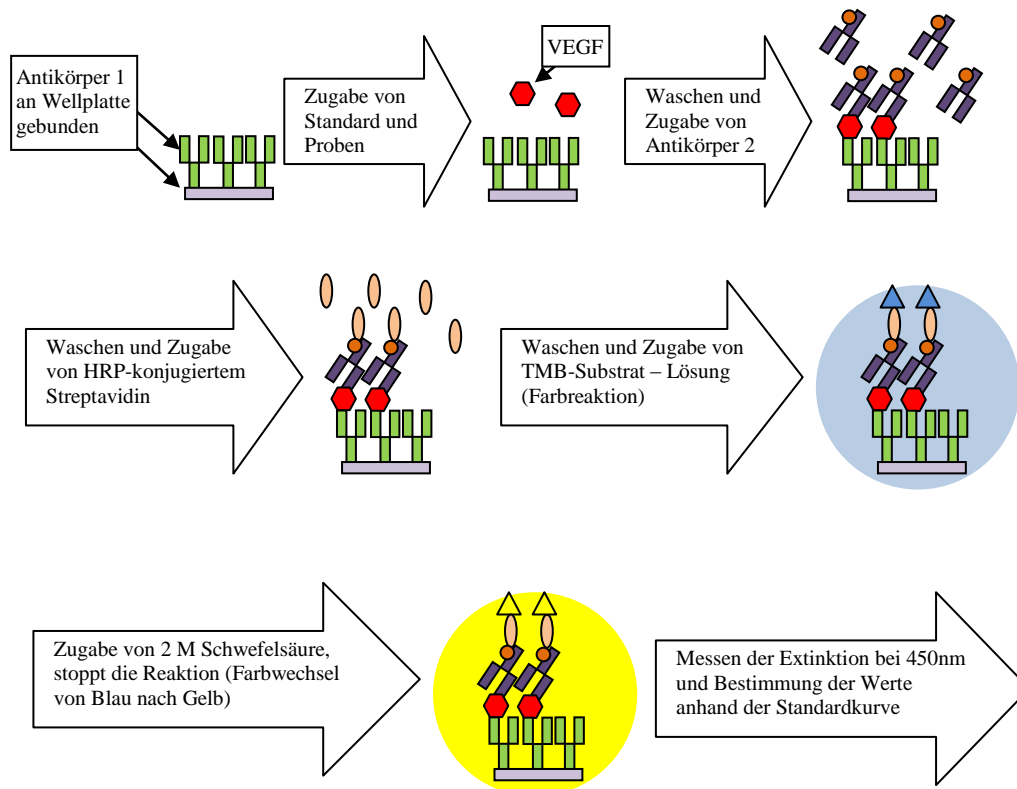 Antikörper 1
an Wellplatte
gebunden
Zugabe von
Standard und
Proben
VEGF
Waschen und
Zugabe von
Antikörper 2
Waschen und Zugabe
von HRP-konjugiertem
Streptavidin
Waschen und Zugabe von
TMB-Substrat – Lösung
(Farbreaktion)
Zugabe von 2 M Schwefelsäure,
stoppt die Reaktion (Farbwechsel
von Blau nach Gelb)
Messen der Extinktion bei 450nm
und Bestimmung der Werte
anhand der Standardkurve